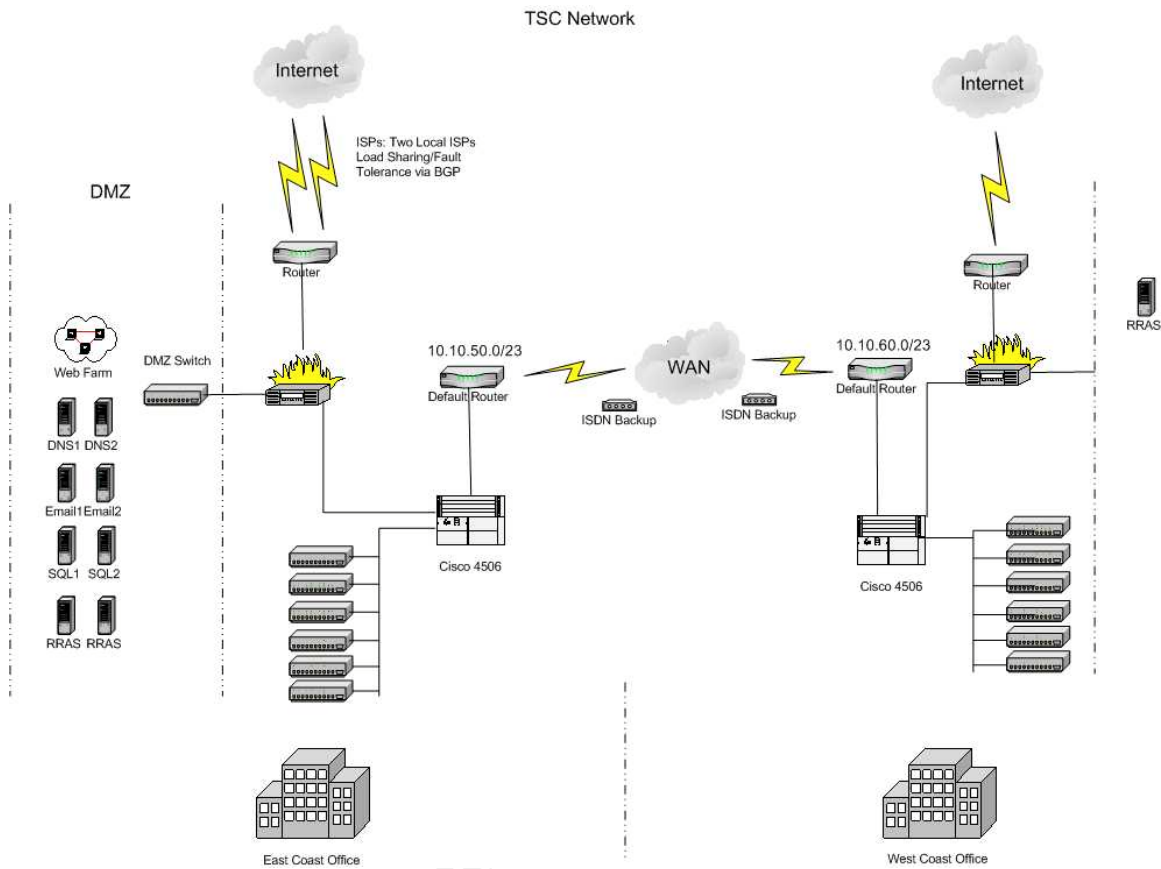 TSC Network
Internet
Internet
ISPs: Two Local ISPs
Load Sharing/Fault
Tolerance via BGP
DMZ
Router
Router
RRAS
Web Farm
DMZ Switch
10.10.50.0/23
Default Router
WAN
10.10.60.0/23
Default Router
ISDN Backup
ISDN Backup
DNS1 DNS2
Email1 Email2
SQL1 SQL2
RRAS RRAS
Cisco 4506
Cisco 4506
East Coast Office
West Coast Office